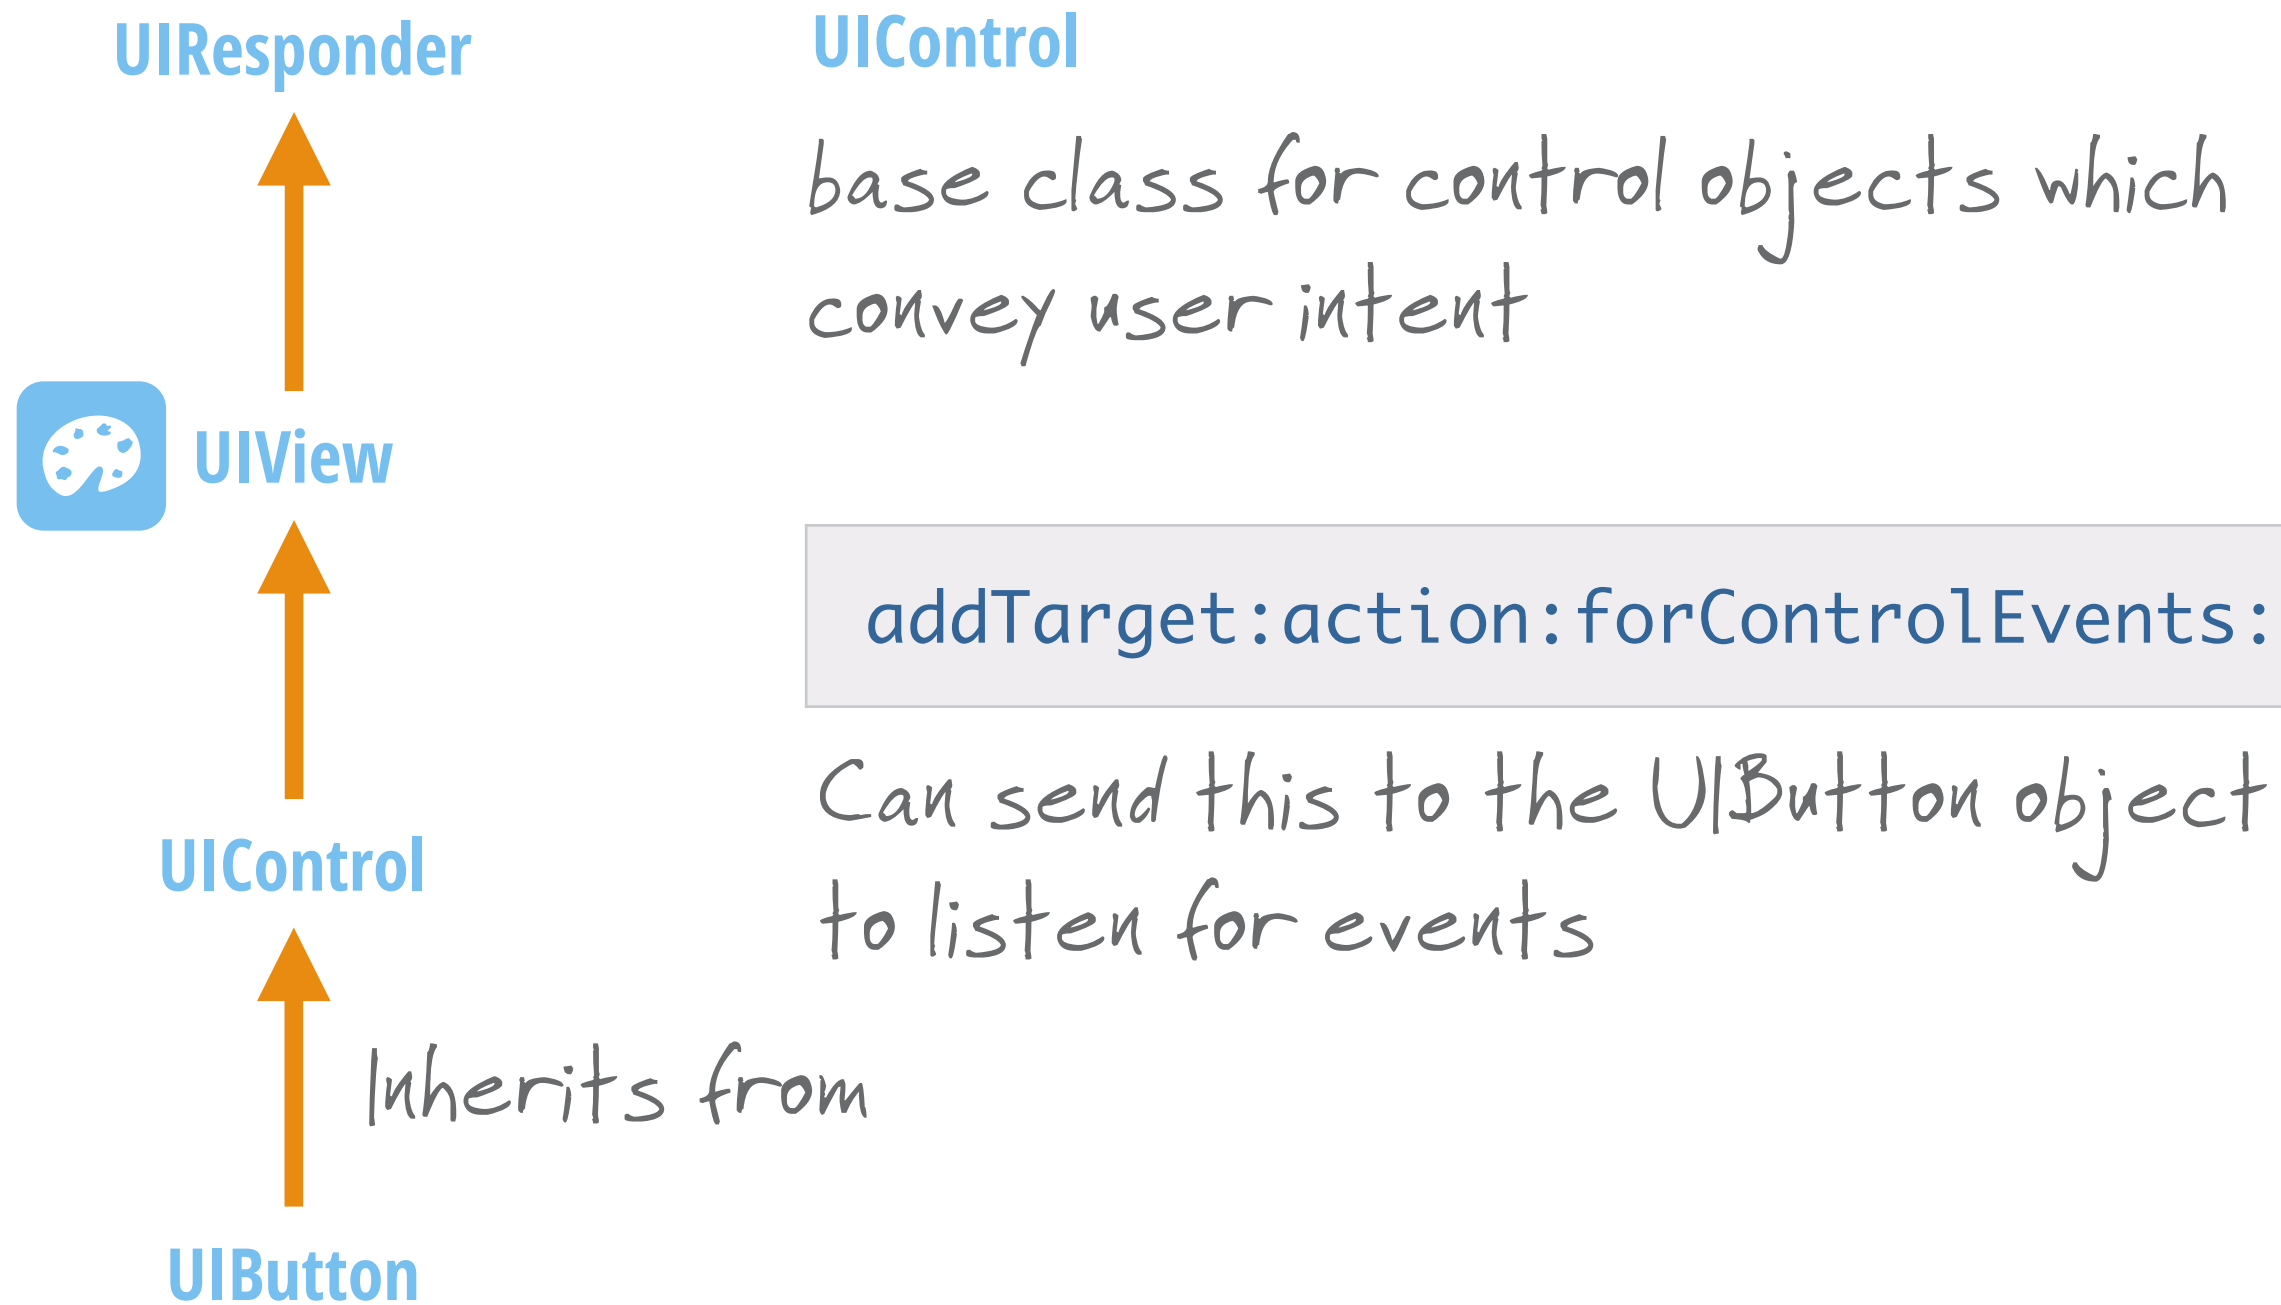 UIResponder
UIView
UIControl
Inherits from
UIButton
UIControl
base class for control objects which
convey user intent
addTarget:action:forControlEvents:
Can send this to the UIButton object
to listen for events